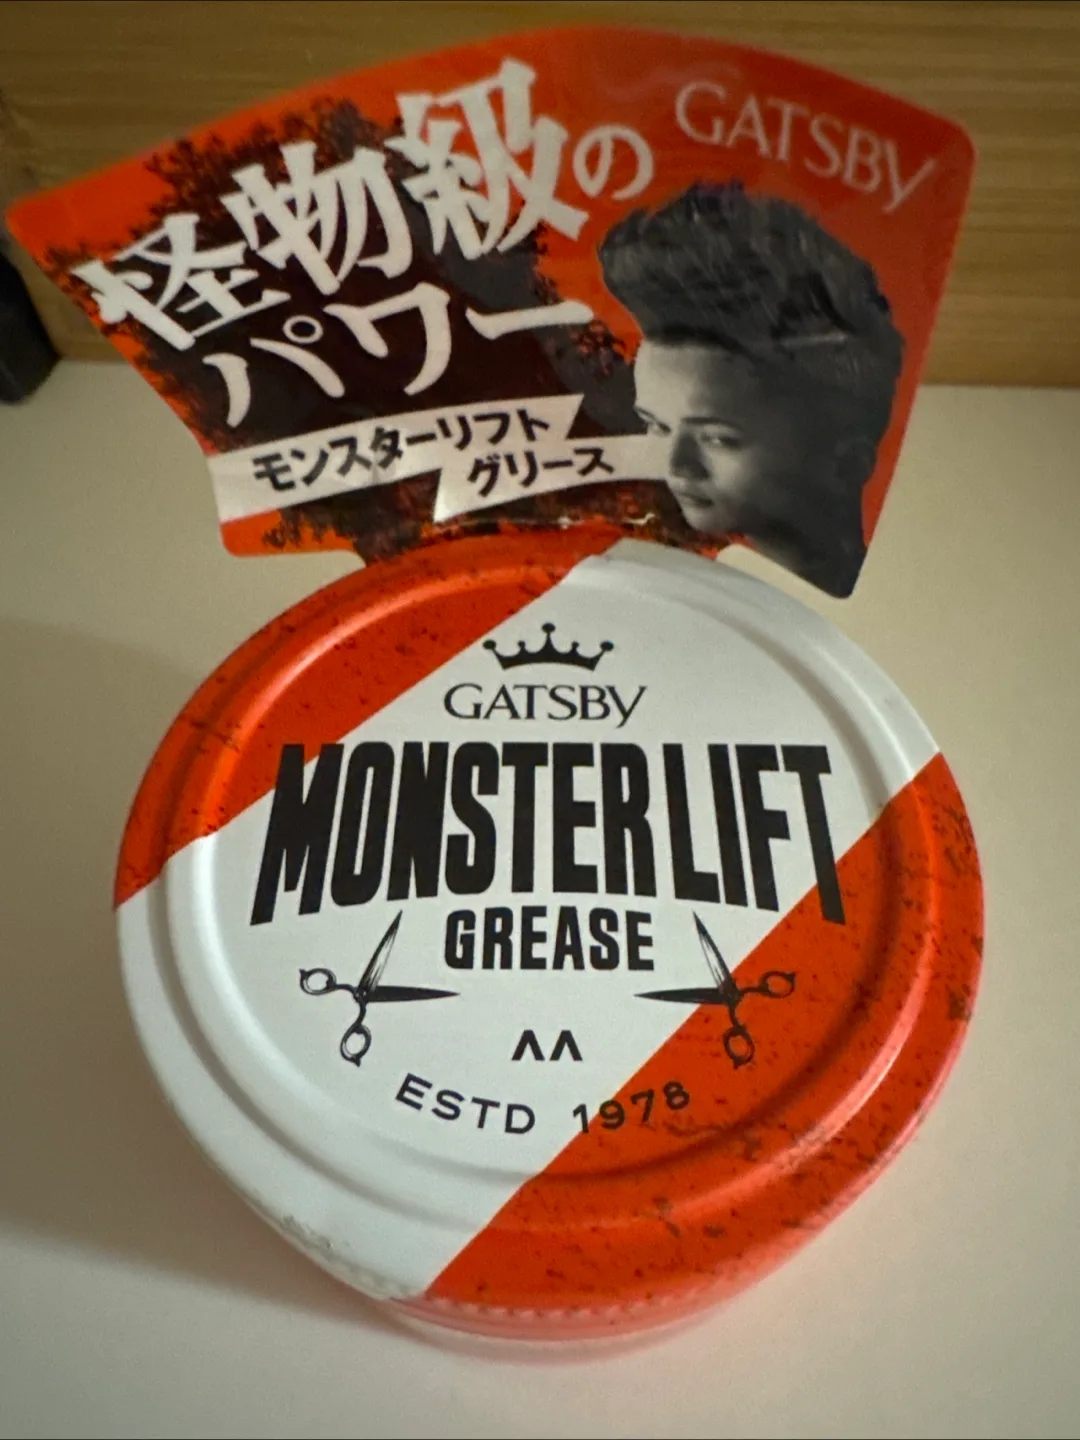 GATSBY
怪物級の
パワー
モンスターリフト
グリース
GATSBY
MONSTER LIFT
GREASE
ESTD 1978